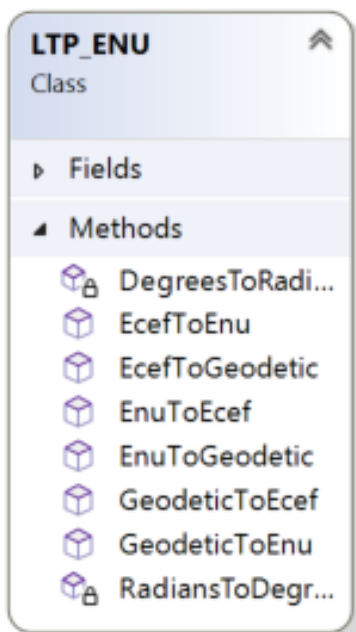 LTP_ENU
Class
Fields
Methods
DegreesToRadi...
EcefToEnu
EcefToGeodetic
EnuToEcef
EnuToGeodetic
GeodeticToEcef
GeodeticToEnu
RadiansToDegr...